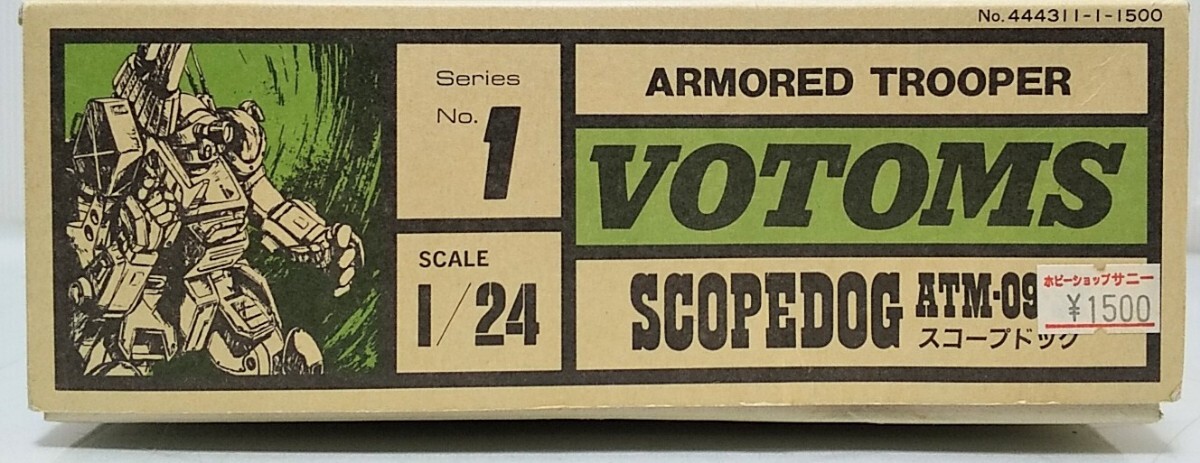 No.444311-1-1500
Series
No. 1
SCALE
1/24
ARMORED TROOPER
VOTOMS
SCOPEDOG ATM-09
スコープドッグ
ホビーショップサニー
¥1500